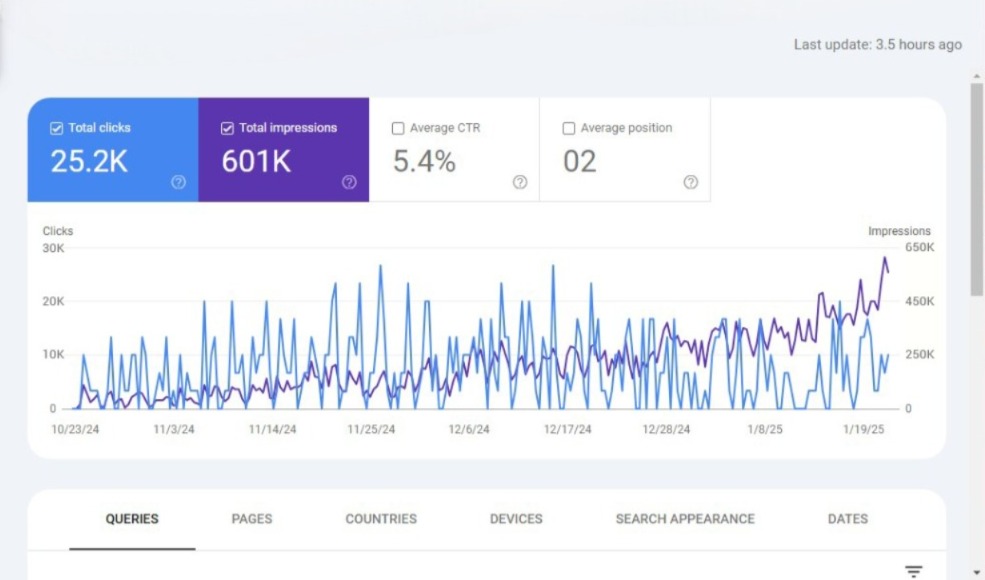 Last update: 3.5 hours ago
Total clicks
25.2K
Total impressions
601K
Average CTR
5.4%
Average position
02
Clicks
Impressions
30K
650K
20K
450K
10K
250K
0
0
10/23/24 11/3/24 11/14/24 11/25/24 12/6/24 12/17/24 12/28/24 1/8/25 1/19/25
QUERIES PAGES COUNTRIES DEVICES SEARCH APPEARANCE DATES